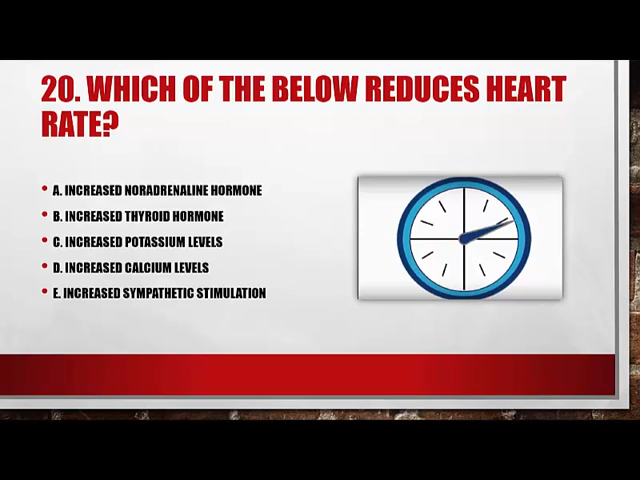 20. WHICH OF THE BELOW REDUCES HEART
RATE?
• A. INCREASED NORADRENALINE HORMONE
• B. INCREASED THYROID HORMONE
• C. INCREASED POTASSIUM LEVELS
• D. INCREASED CALCIUM LEVELS
• E. INCREASED SYMPATHETIC STIMULATION